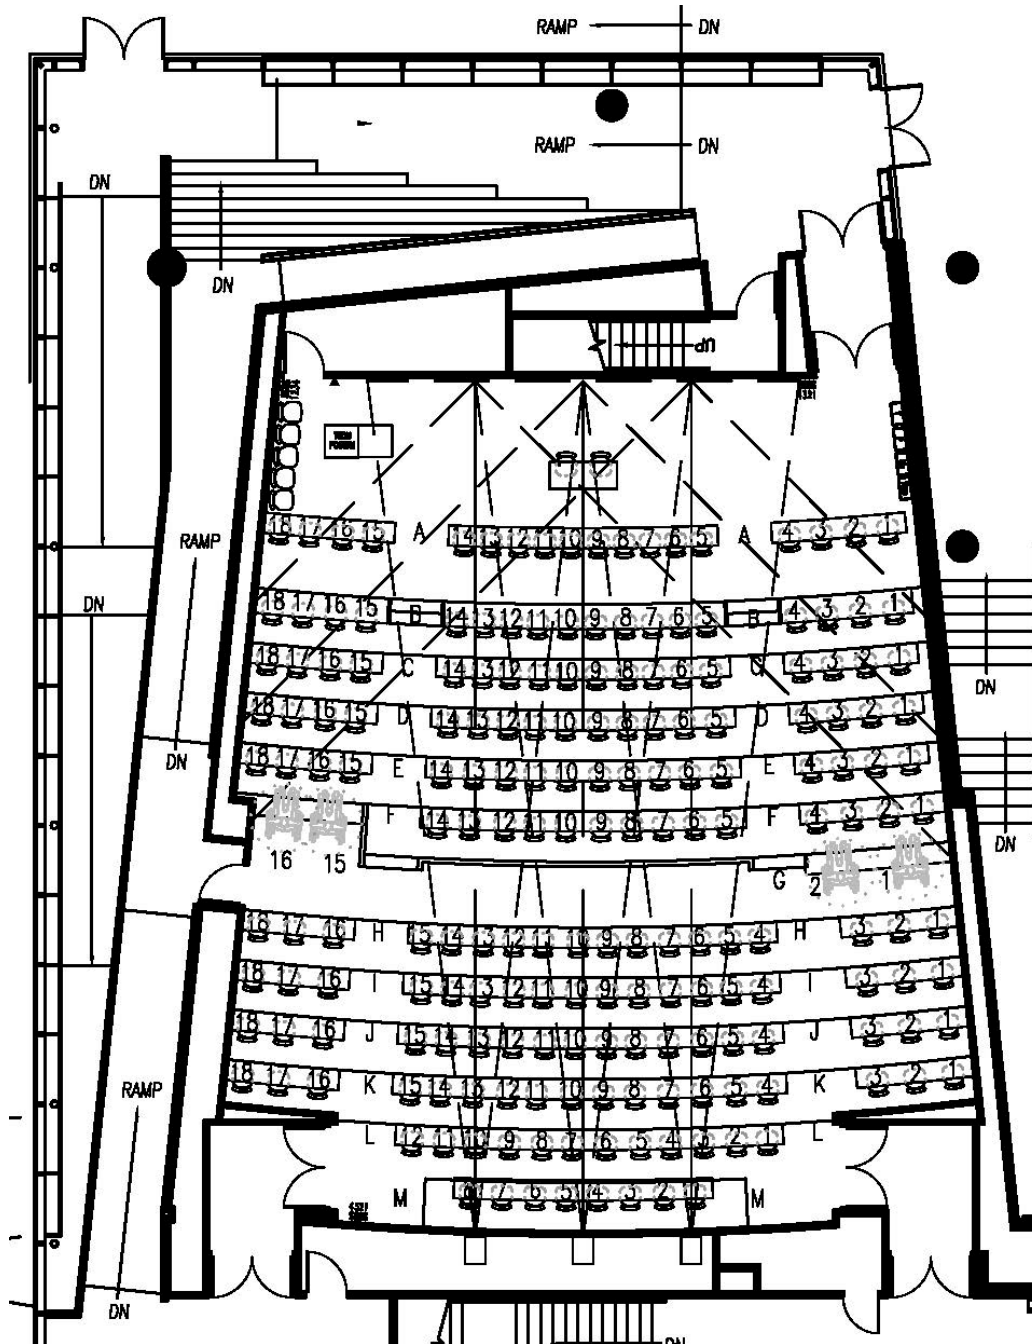 RAMP DN
RAMP DN
DN
DN
UP
18 17 16 15 A 14 13 12 11 10 9 8 7 6 5 A 4 3 2 1
RAMP
DN
18 17 16 15 B 14 13 12 11 10 9 8 7 6 5 B 4 3 2 1
18 17 16 15 C 14 13 12 11 10 9 8 7 6 5 C 4 3 2 1
DN
18 17 16 15 D 14 13 12 11 10 9 8 7 6 5 D 4 3 2 1
DN
18 17 16 15 E 14 13 12 11 10 9 8 7 6 5 E 4 3 2 1
F 14 13 12 11 10 9 8 7 6 5 F 4 3 2 1
DN
16 15 G 2 1
18 17 16 H 15 14 13 12 11 10 9 8 7 6 5 4 H 3 2 1
18 17 16 I 15 14 13 12 11 10 9 8 7 6 5 4 I 3 2 1
18 17 16 J 15 14 13 12 11 10 9 8 7 6 5 4 J 3 2 1
RAMP
18 17 16 K 15 14 13 12 11 10 9 8 7 6 5 4 K 3 2 1
L 12 11 10 9 8 7 6 5 4 3 2 1 L
M 8 7 6 5 4 3 2 1 M
DN
DN